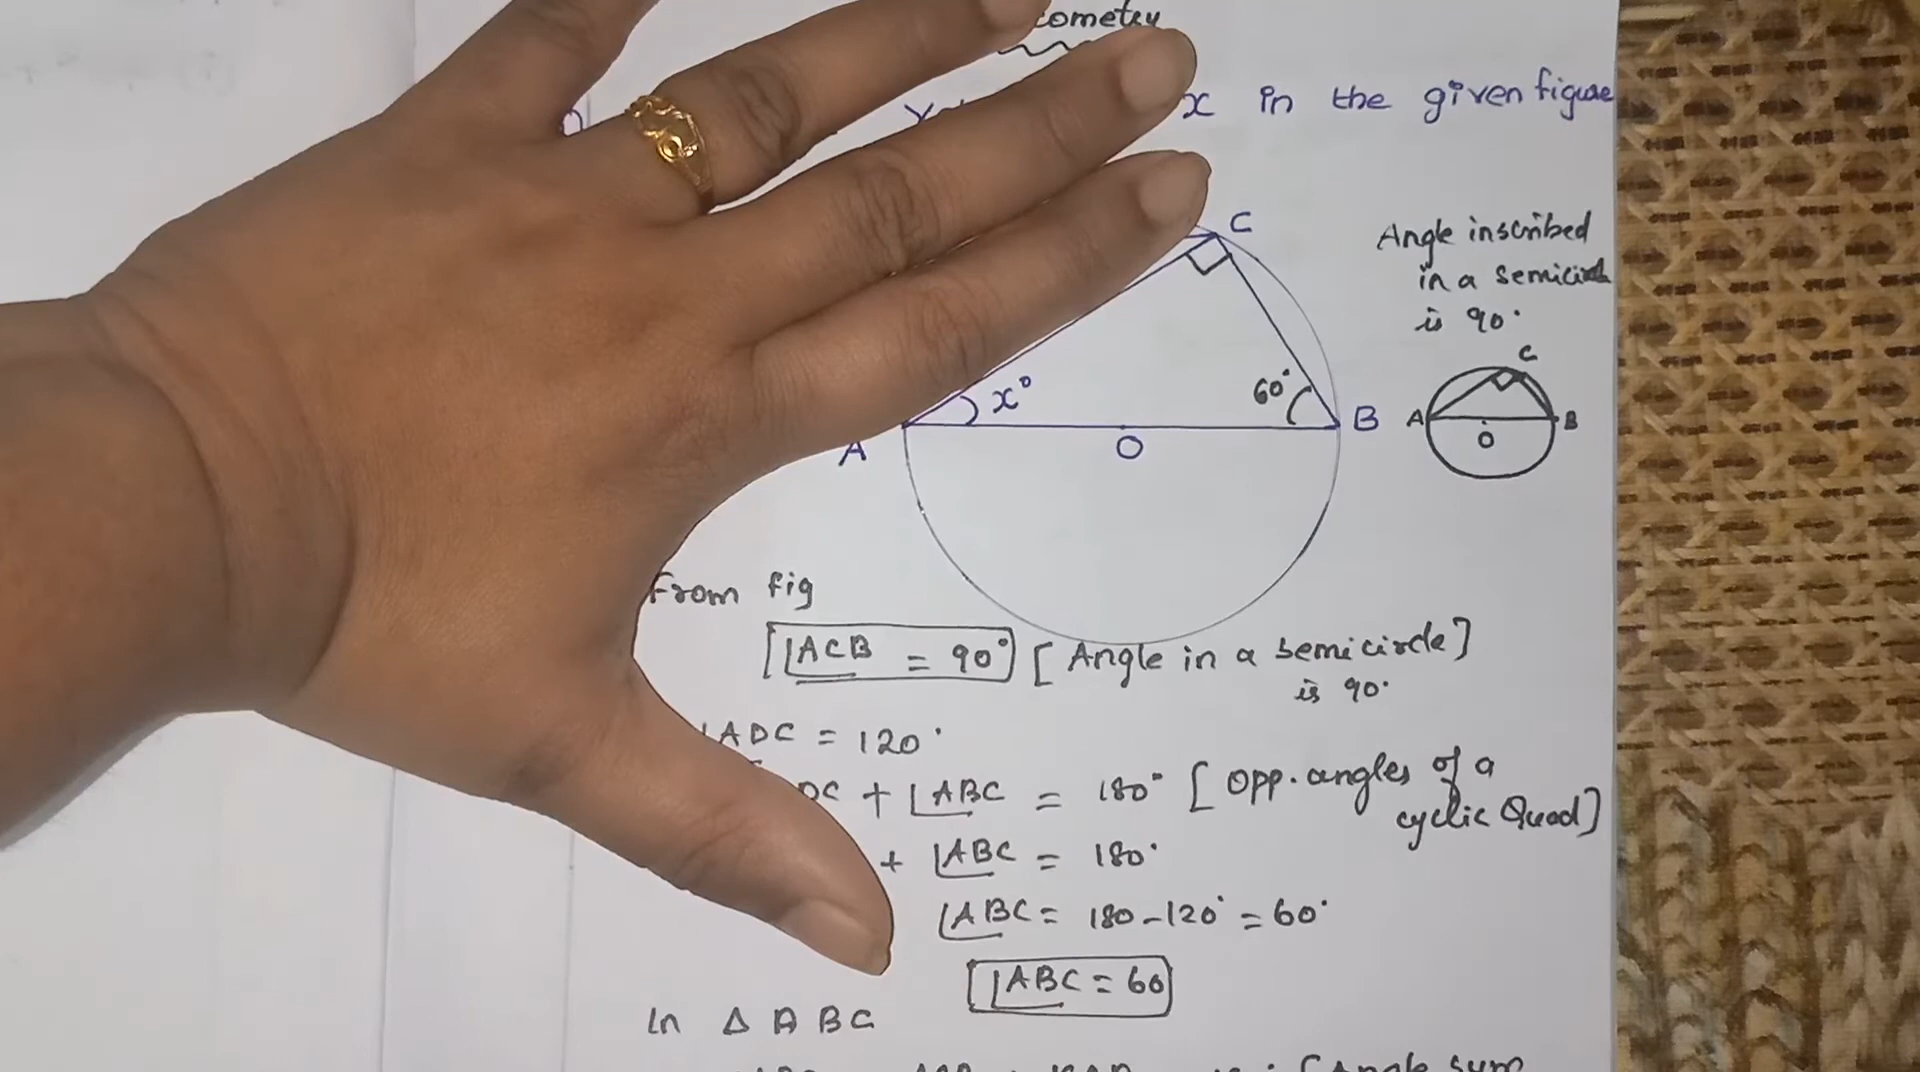 x in the given figure
C
Angle inscribed
in a semicircle
is 90°
C
x°
60°
A
O
B
A
O
B
From fig
∟ACB = 90° [Angle in a semicircle]
is 90°
∟ADC = 120°
DC + ∟ABC = 180° [Opp. angles of a
cyclic Quad]
+ ∟ABC = 180°
∟ABC = 180-120° = 60°
∟ABC = 60
In Δ ABC